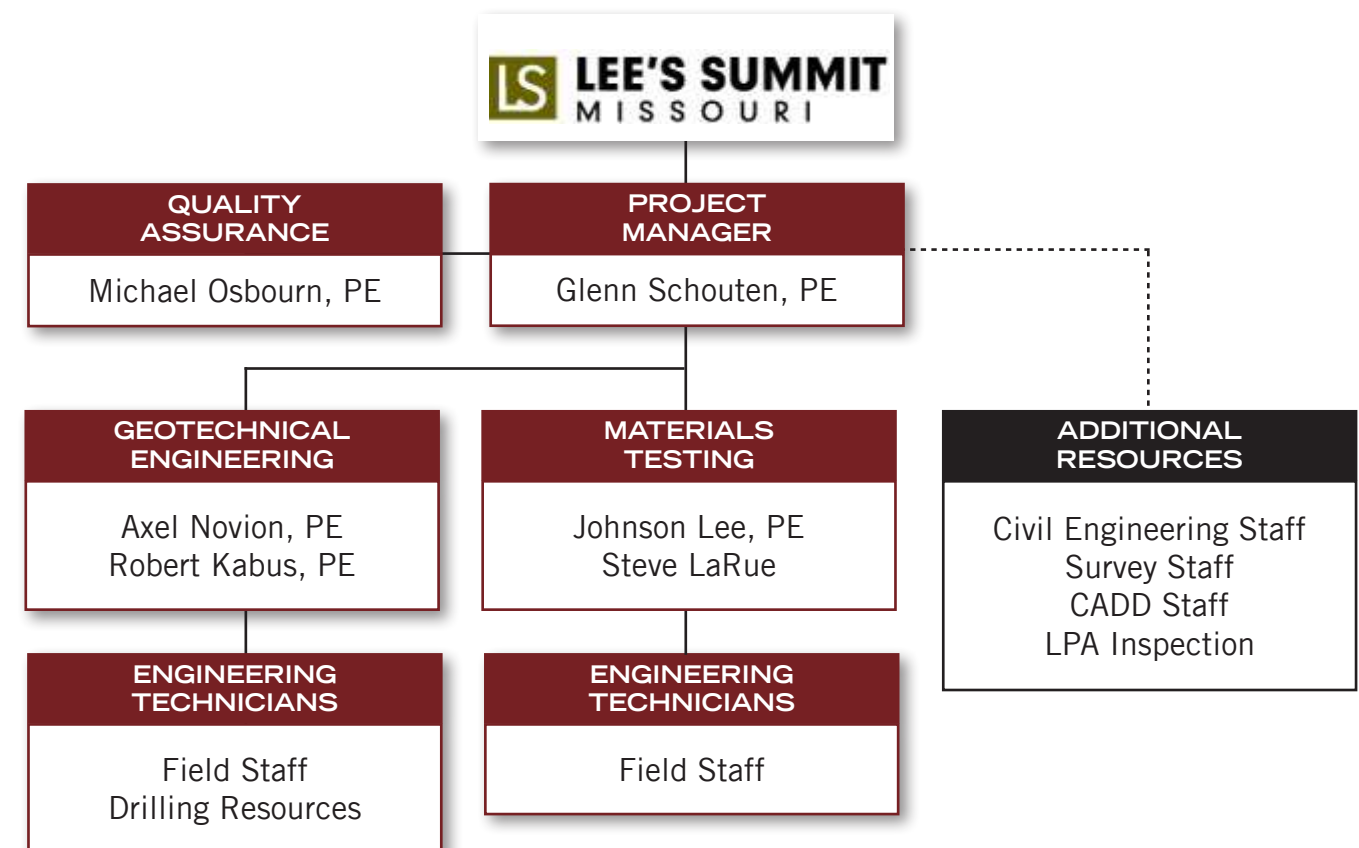 LS LEE'S SUMMIT
MISSOURI
QUALITY
ASSURANCE
Michael Osbourn, PE
PROJECT
MANAGER
Glenn Schouten, PE
GEOTECHNICAL
ENGINEERING
Axel Novion, PE
Robert Kabus, PE
MATERIALS
TESTING
Johnson Lee, PE
Steve LaRue
ADDITIONAL
RESOURCES
Civil Engineering Staff
Survey Staff
CADD Staff
LPA Inspection
ENGINEERING
TECHNICIANS
Field Staff
Drilling Resources
ENGINEERING
TECHNICIANS
Field Staff